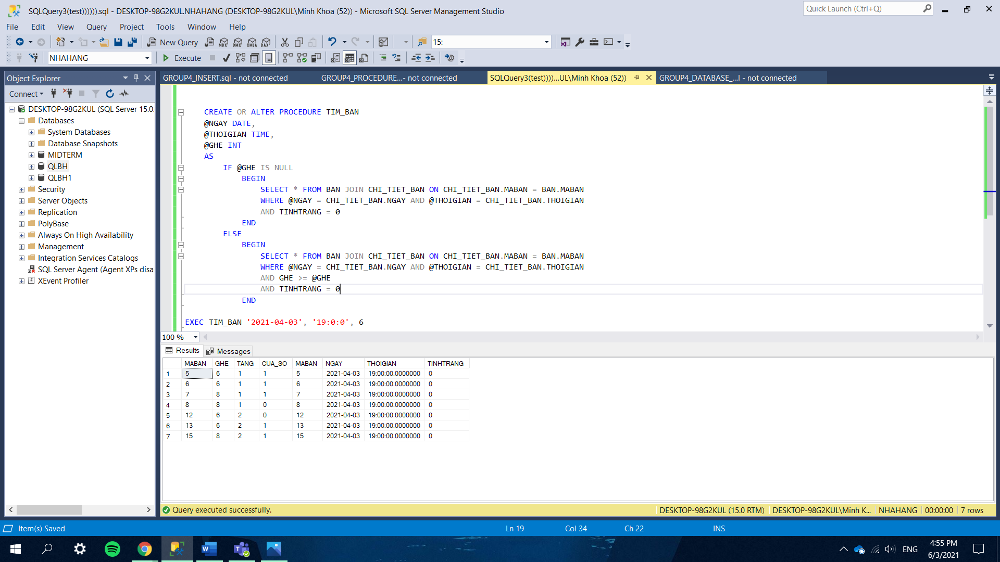 SQLQuery3(test)))))).sql - DESKTOP-98G2KUL.NHAHANG (DESKTOP-98G2KUL\Minh Khoa (52)) - Microsoft SQL Server Management Studio
Quick Launch (Ctrl+Q)
File Edit View Query Project Tools Window Help
New Query
MDX DMX XMLA DAX
15:
NHAHANG
Execute
Object Explorer
GROUP4_INSERT.sql - not connected
GROUP4_PROCEDURE...- not connected
SQLQuery3(test))))...UL\Minh Khoa (52))
GROUP4_DATABASE_...l - not connected
Connect
DESKTOP-98G2KUL (SQL Server 15.0.
Databases
System Databases
Database Snapshots
MIDTERM
QLBH
QLBH1
Security
Server Objects
Replication
PolyBase
Always On High Availability
Management
Integration Services Catalogs
SQL Server Agent (Agent XPs disa
XEvent Profiler
CREATE OR ALTER PROCEDURE TIM_BAN
@NGAY DATE,
@THOIGIAN TIME,
@GHE INT
AS
IF @GHE IS NULL
BEGIN
SELECT * FROM BAN JOIN CHI_TIET_BAN ON CHI_TIET_BAN.MABAN = BAN.MABAN
WHERE @NGAY = CHI_TIET_BAN.NGAY AND @THOIGIAN = CHI_TIET_BAN.THOIGIAN
AND TINHTRANG = 0
END
ELSE
BEGIN
SELECT * FROM BAN JOIN CHI_TIET_BAN ON CHI_TIET_BAN.MABAN = BAN.MABAN
WHERE @NGAY = CHI_TIET_BAN.NGAY AND @THOIGIAN = CHI_TIET_BAN.THOIGIAN
AND GHE >= @GHE
AND TINHTRANG = 0
END
EXEC TIM_BAN '2021-04-03', '19:0:0', 6
100 %
Results Messages
MABAN GHE TANG CUA_SO MABAN NGAY THOIGIAN TINHTRANG
1 5 6 1 1 5 2021-04-03 19:00:00.0000000 0
2 6 6 1 1 6 2021-04-03 19:00:00.0000000 0
3 7 8 1 1 7 2021-04-03 19:00:00.0000000 0
4 8 8 1 0 8 2021-04-03 19:00:00.0000000 0
5 12 6 2 0 12 2021-04-03 19:00:00.0000000 0
6 13 6 2 1 13 2021-04-03 19:00:00.0000000 0
7 15 8 2 1 15 2021-04-03 19:00:00.0000000 0
Query executed successfully.
DESKTOP-98G2KUL (15.0 RTM)
DESKTOP-98G2KUL\Minh K...
NHAHANG
00:00:00
7 rows
Item(s) Saved
Ln 19
Col 34
Ch 22
INS
ENG
4:55 PM
6/3/2021